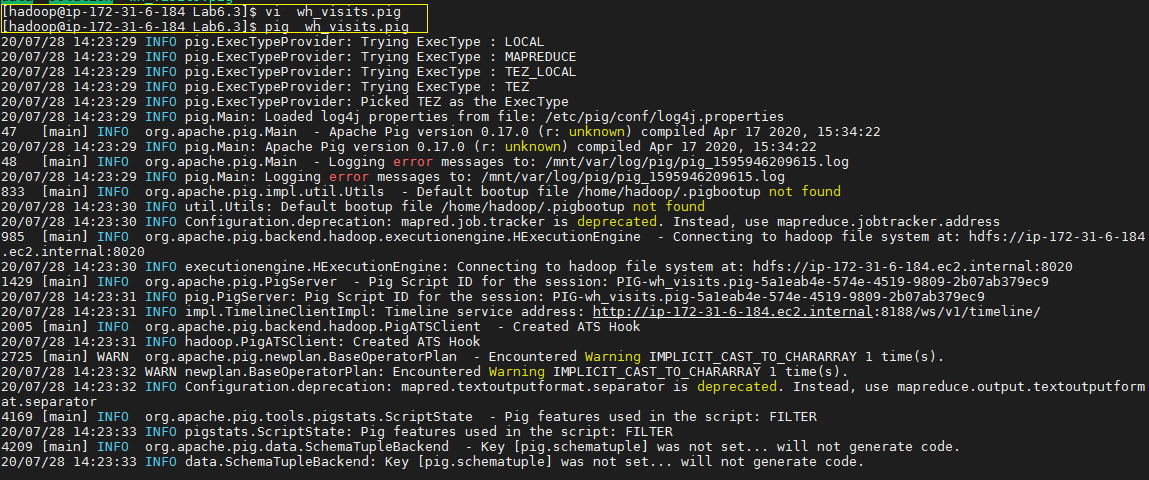 [hadoop@ip-172-31-6-184 Lab6.3]$ vi  wh_visits.pig
[hadoop@ip-172-31-6-184 Lab6.3]$ pig  wh_visits.pig
20/07/28 14:23:29 INFO pig.ExecTypeProvider: Trying ExecType : LOCAL
20/07/28 14:23:29 INFO pig.ExecTypeProvider: Trying ExecType : MAPREDUCE
20/07/28 14:23:29 INFO pig.ExecTypeProvider: Trying ExecType : TEZ_LOCAL
20/07/28 14:23:29 INFO pig.ExecTypeProvider: Trying ExecType : TEZ
20/07/28 14:23:29 INFO pig.ExecTypeProvider: Picked TEZ as the ExecType
20/07/28 14:23:29 INFO pig.Main: Loaded log4j properties from file: /etc/pig/conf/log4j.properties
47   [main] INFO  org.apache.pig.Main  - Apache Pig version 0.17.0 (r: unknown) compiled Apr 17 2020, 15:34:22
20/07/28 14:23:29 INFO pig.Main: Apache Pig version 0.17.0 (r: unknown) compiled Apr 17 2020, 15:34:22
48   [main] INFO  org.apache.pig.Main  - Logging error messages to: /mnt/var/log/pig/pig_1595946209615.log
20/07/28 14:23:29 INFO pig.Main: Logging error messages to: /mnt/var/log/pig/pig_1595946209615.log
833  [main] INFO  org.apache.pig.impl.util.Utils  - Default bootup file /home/hadoop/.pigbootup not found
20/07/28 14:23:30 INFO util.Utils: Default bootup file /home/hadoop/.pigbootup not found
20/07/28 14:23:30 INFO Configuration.deprecation: mapred.job.tracker is deprecated. Instead, use mapreduce.jobtracker.address
985  [main] INFO  org.apache.pig.backend.hadoop.executionengine.HExecutionEngine  - Connecting to hadoop file system at: hdfs://ip-172-31-6-184
.ec2.internal:8020
20/07/28 14:23:30 INFO executionengine.HExecutionEngine: Connecting to hadoop file system at: hdfs://ip-172-31-6-184.ec2.internal:8020
1429 [main] INFO  org.apache.pig.PigServer  - Pig Script ID for the session: PIG-wh_visits.pig-5a1eab4e-574e-4519-9809-2b07ab379ec9
20/07/28 14:23:31 INFO pig.PigServer: Pig Script ID for the session: PIG-wh_visits.pig-5a1eab4e-574e-4519-9809-2b07ab379ec9
20/07/28 14:23:31 INFO impl.TimelineClientImpl: Timeline service address: http://ip-172-31-6-184.ec2.internal:8188/ws/v1/timeline/
2005 [main] INFO  org.apache.pig.backend.hadoop.PigATSClient  - Created ATS Hook
20/07/28 14:23:31 INFO hadoop.PigATSClient: Created ATS Hook
2725 [main] WARN  org.apache.pig.newplan.BaseOperatorPlan  - Encountered Warning IMPLICIT_CAST_TO_CHARARRAY 1 time(s).
20/07/28 14:23:32 WARN newplan.BaseOperatorPlan: Encountered Warning IMPLICIT_CAST_TO_CHARARRAY 1 time(s).
20/07/28 14:23:32 INFO Configuration.deprecation: mapred.textoutputformat.separator is deprecated. Instead, use mapreduce.output.textoutputform
at.separator
4169 [main] INFO  org.apache.pig.tools.pigstats.ScriptState  - Pig features used in the script: FILTER
20/07/28 14:23:33 INFO pigstats.ScriptState: Pig features used in the script: FILTER
4209 [main] INFO  org.apache.pig.data.SchemaTupleBackend  - Key [pig.schematuple] was not set... will not generate code.
20/07/28 14:23:33 INFO data.SchemaTupleBackend: Key [pig.schematuple] was not set... will not generate code.